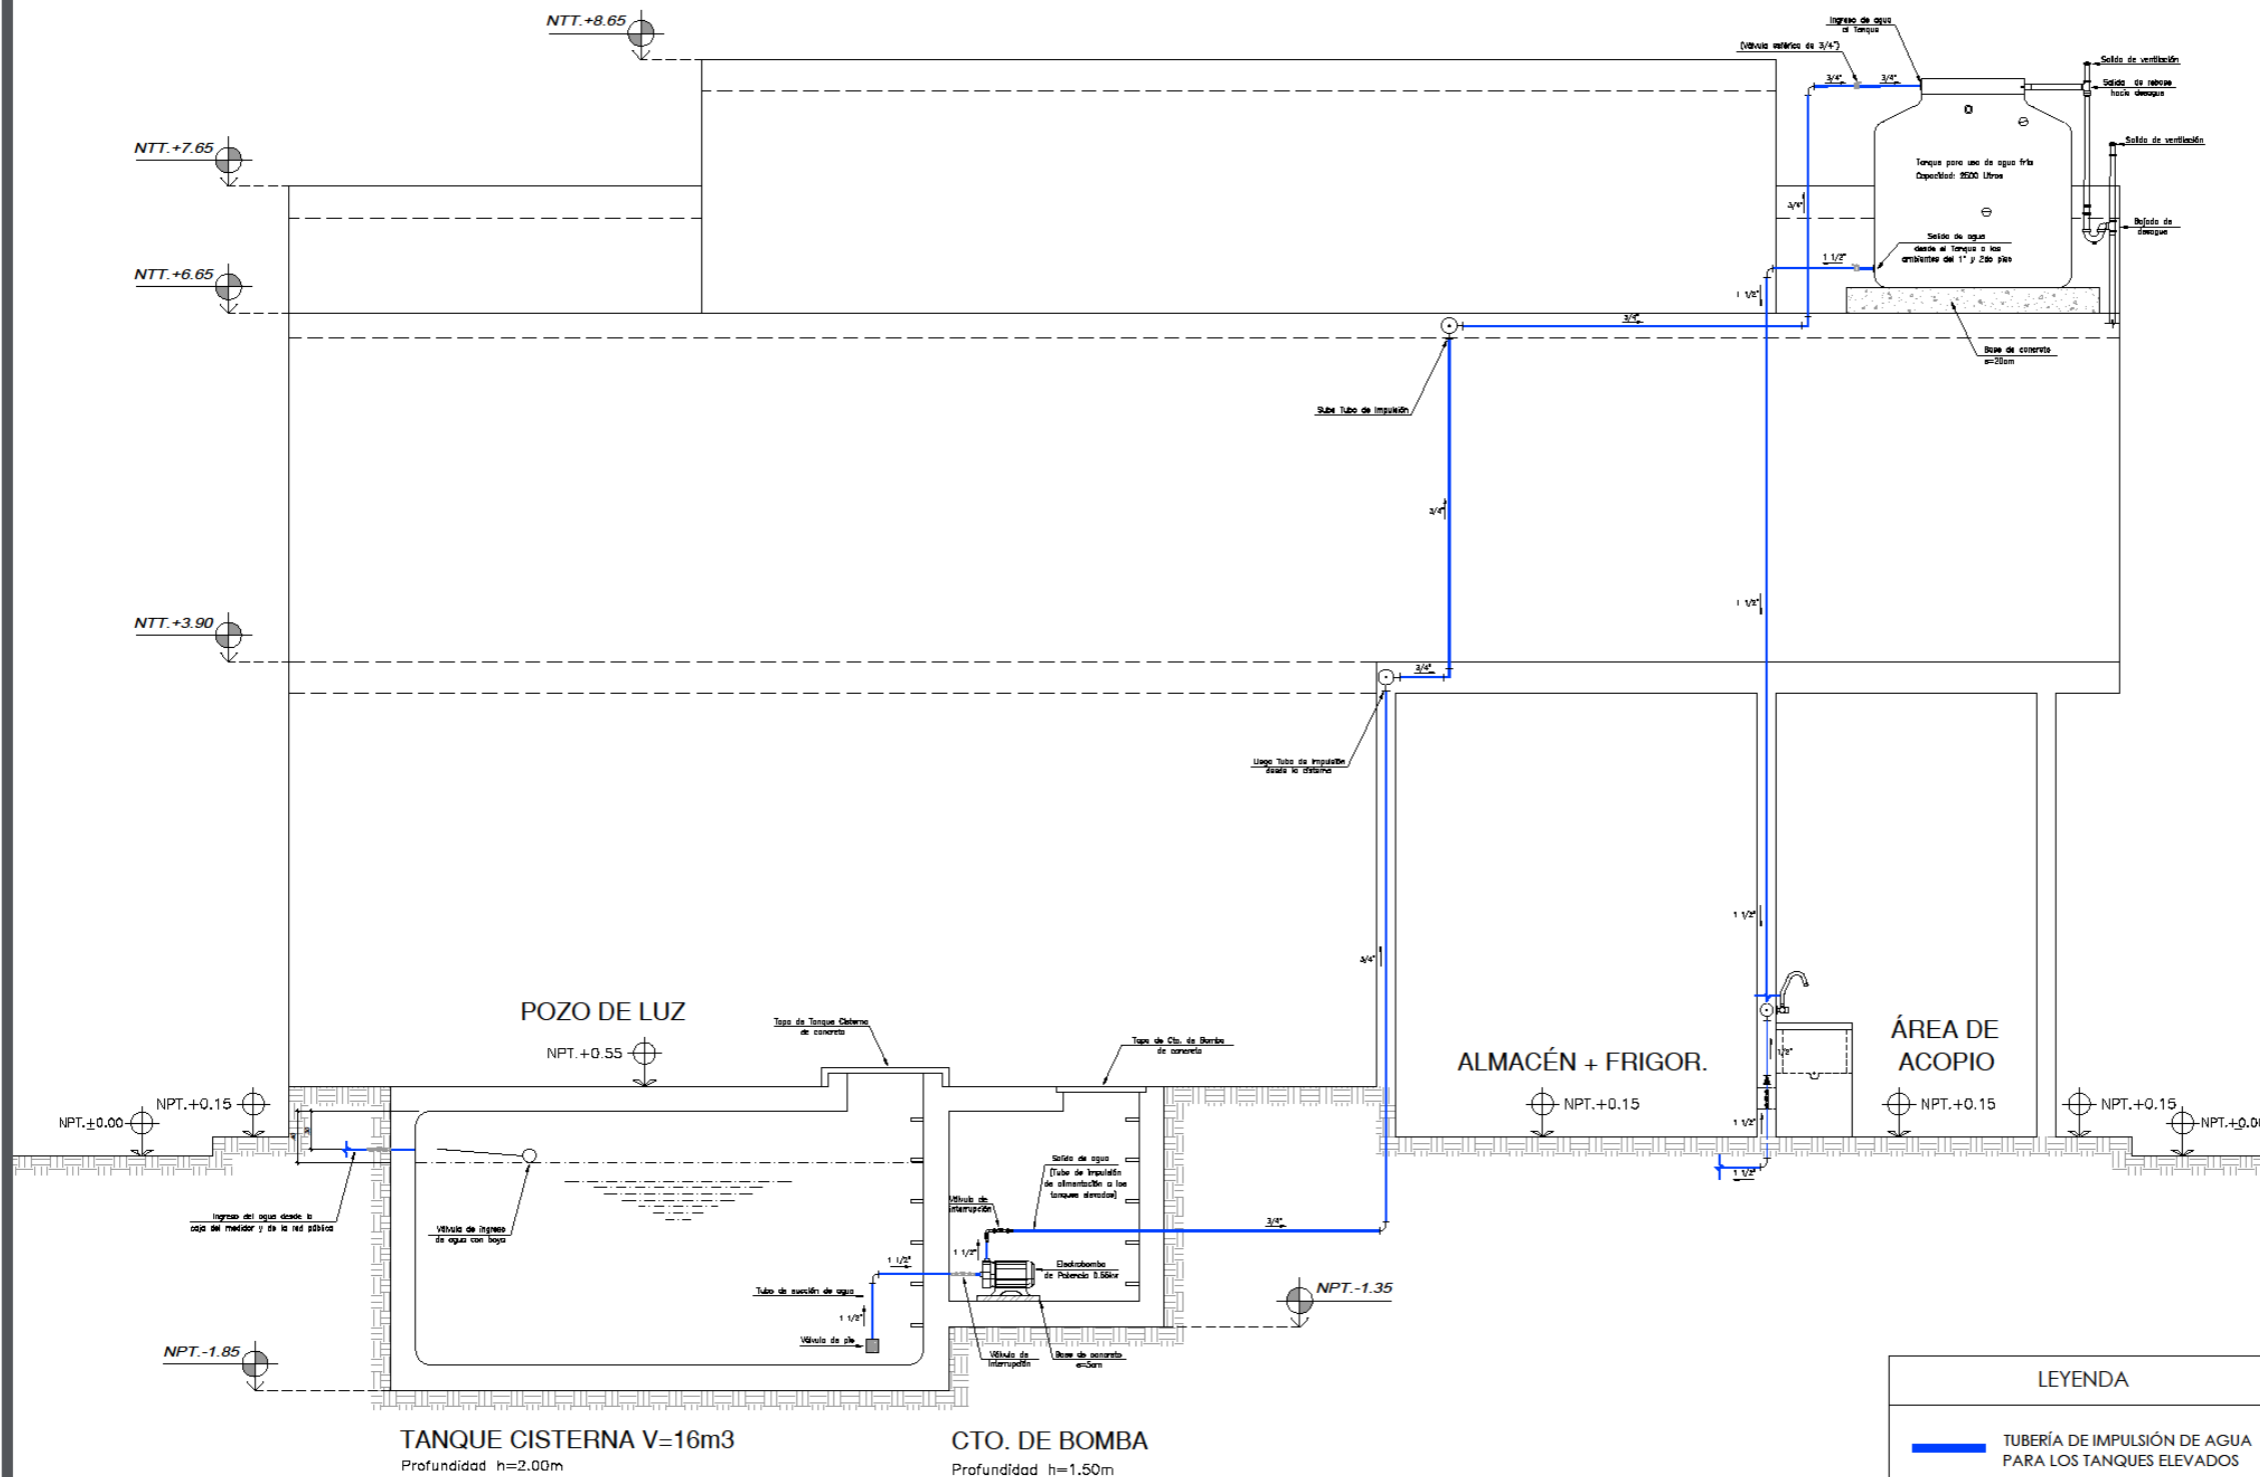 NTT.+8.65
Ingreso de agua
al Tanque
(Válvula esférica de 3/4")
3/4"
3/4"
Salida de ventilación
Salida de rebose
hacia desague
NTT.+7.65
Salida de ventilación
Tanque para uso de agua fría
Capacidad: 2500 litros
3/4"
Bajada de
desague
Salida de agua
desde el Tanque a los
ambientes del 1° y 2do piso
NTT.+6.65
1 1/2"
1 1/2"
3/4"
Base de concreto
e=20cm
Sube Tubo de Impulsión
3/4"
1 1/2"
NTT.+3.90
3/4"
Llega Tubo de Impulsión
desde la cisterna
1 1/2"
3/4"
POZO DE LUZ
NPT.+0.55
Tapa de Tanque Cisterna
de concreto
Tapa de Cto. de Bomba
de concreto
ALMACÉN + FRIGOR.
ÁREA DE
ACOPIO
1/2"
NPT.±0.00
NPT.+0.15
NPT.+0.15
NPT.+0.15
NPT.+0.15
1 1/2"
1 1/2"
Salida de agua
(Tubo de Impulsión
de alimentación a los
tanques elevados)
Válvula de
interrupción
Ingreso del agua desde la
caja del medidor y de la red pública
Válvula de ingreso
de agua con boya
3/4"
1 1/2"
1 1/2"
Electrobomba
de Potencia 0.55kw
Tubo de succión de agua
1 1/2"
NPT.-1.35
Válvula de pie
Válvula de
interrupción
Base de concreto
e=5cm
NPT.-1.85
LEYENDA
TANQUE CISTERNA V=16m3
Profundidad h=2.00m
CTO. DE BOMBA
Profundidad h=1.50m
TUBERÍA DE IMPULSIÓN DE AGUA
PARA LOS TANQUES ELEVADOS